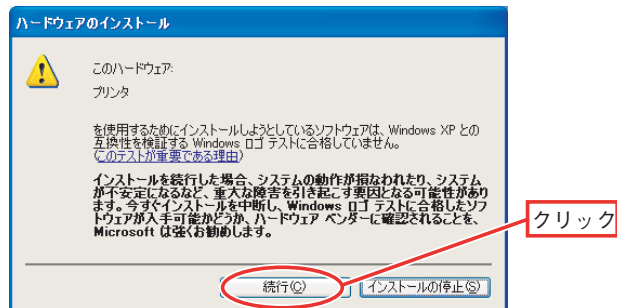 ハードウェアのインストール
このハードウェア:
プリンタ
を使用するためにインストールしようとしているソフトウェアは、Windows XP との
互換性を検証する Windows ロゴ テストに合格していません。
(このテストが重要である理由)
インストールを続行した場合、システムの動作が損なわれたり、システム
が不安定になるなど、重大な障害を引き起こす要因となる可能性があり
ます。今すぐインストールを中断し、Windows ロゴ テストに合格したソフ
トウェアが入手可能かどうか、ハードウェア ベンダーに確認されることを、
Microsoft は強くお勧めします。
クリック
続行(C)
インストールの停止(S)